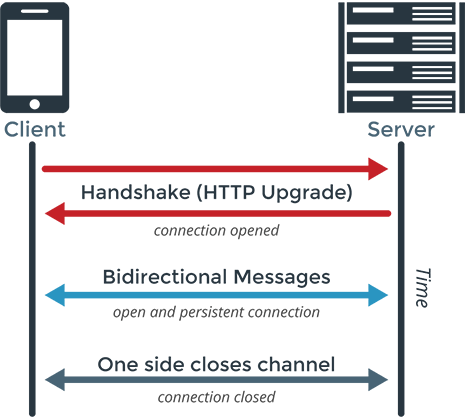 Client
Server
Handshake (HTTP Upgrade)
connection opened
Bidirectional Messages
open and persistent connection
Time
One side closes channel
connection closed